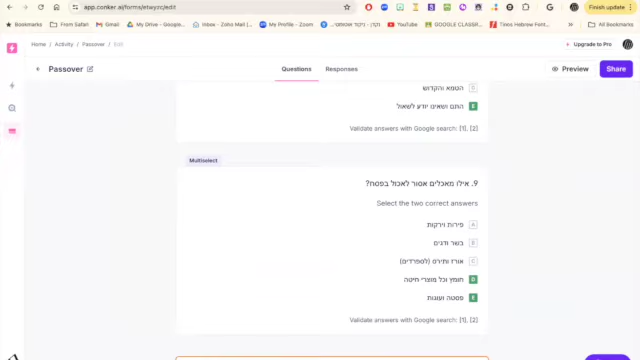 app.conker.ai/forms/etwyni/edit
Finish update
Bookmarks
From Safari
Gmail
My Drive - Google...
Inbox - Zoho Mail (2)
My Profile - Zoom
YouTube
GOOGLE CLASSR...
Times Hebrew Font...
All Bookmarks
Home / Activity / Passover / Edit
Upgrade to Pro
Passover
Questions
Responses
Preview
Share
הטמא והקדוש C
התם ושאינו יודע לשאול E
Validate answers with Google search: [1], [2]
Multiselect
9. אילו מאכלים אסור לאכול בפסח?
Select the two correct answers
פירות וירקות A
בשר ודגים B
אורז ותירס (לספרדים) C
חומץ וכל מוצרי חיטה D
פסטה ועוגות E
Validate answers with Google search: [1], [2]